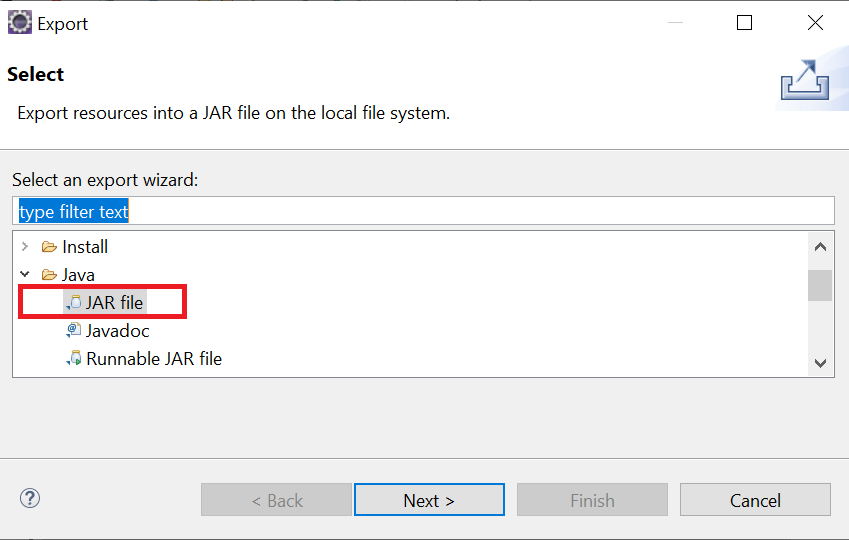 Export
Select
Export resources into a JAR file on the local file system.
Select an export wizard:
type filter text
Install
Java
JAR file
Javadoc
Runnable JAR file
? < Back Next > Finish Cancel